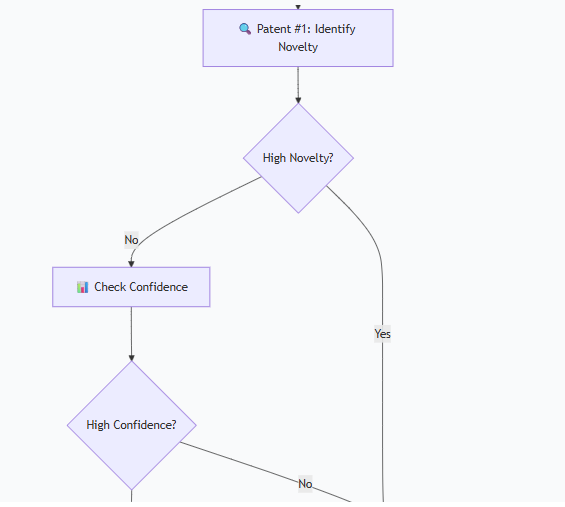 Patent #1: Identify
Novelty
High Novelty?
No
Check Confidence
Yes
High Confidence?
No